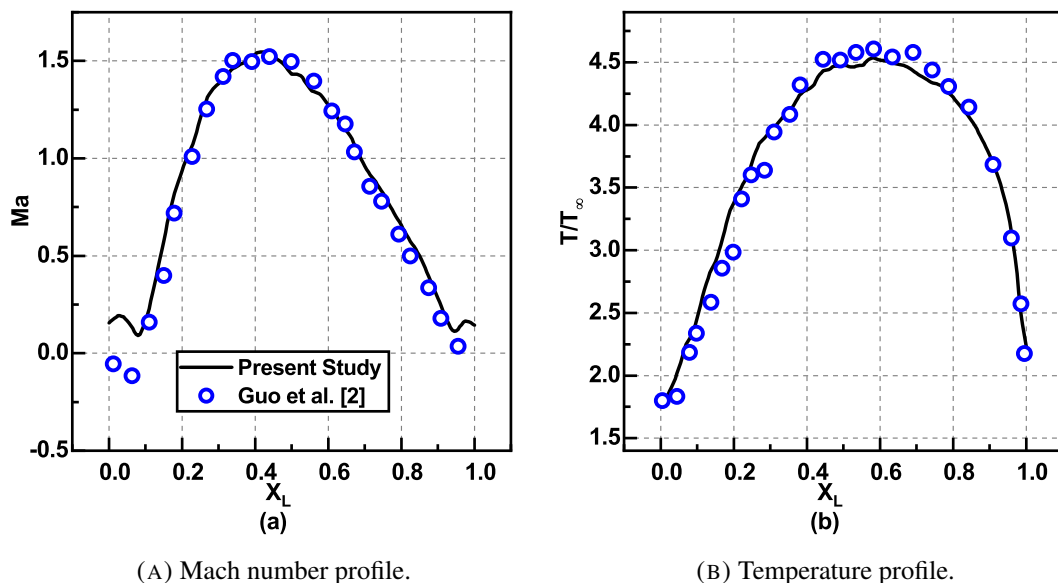 1.5
1.0
0.5
0.0
-0.5
Ma
Present Study
Guo et al. [2]
0.0 0.2 0.4 0.6 0.8 1.0
X_L
(a)
4.5
4.0
3.5
3.0
2.5
2.0
1.5
T/T_∞
0.0 0.2 0.4 0.6 0.8 1.0
X_L
(b)
(A) Mach number profile.
(B) Temperature profile.